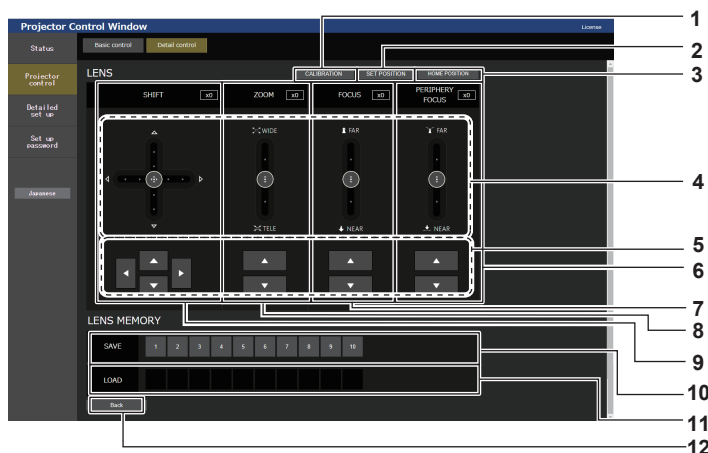 Projector Control Window
License
Status
Projector
control
Detailed
set up
Set up
password
Japanese
Basic control
Detail control
LENS
CALIBRATION
SET POSITION
HOME POSITION
SHIFT
x0
ZOOM
x0
FOCUS
x0
PERIPHERY
FOCUS
x0
WIDE
FAR
FAR
TELE
NEAR
NEAR
LENS MEMORY
SAVE
1 2 3 4 5 6 7 8 9 10
LOAD
Back
1
2
3
4
5
6
7
8
9
10
11
12